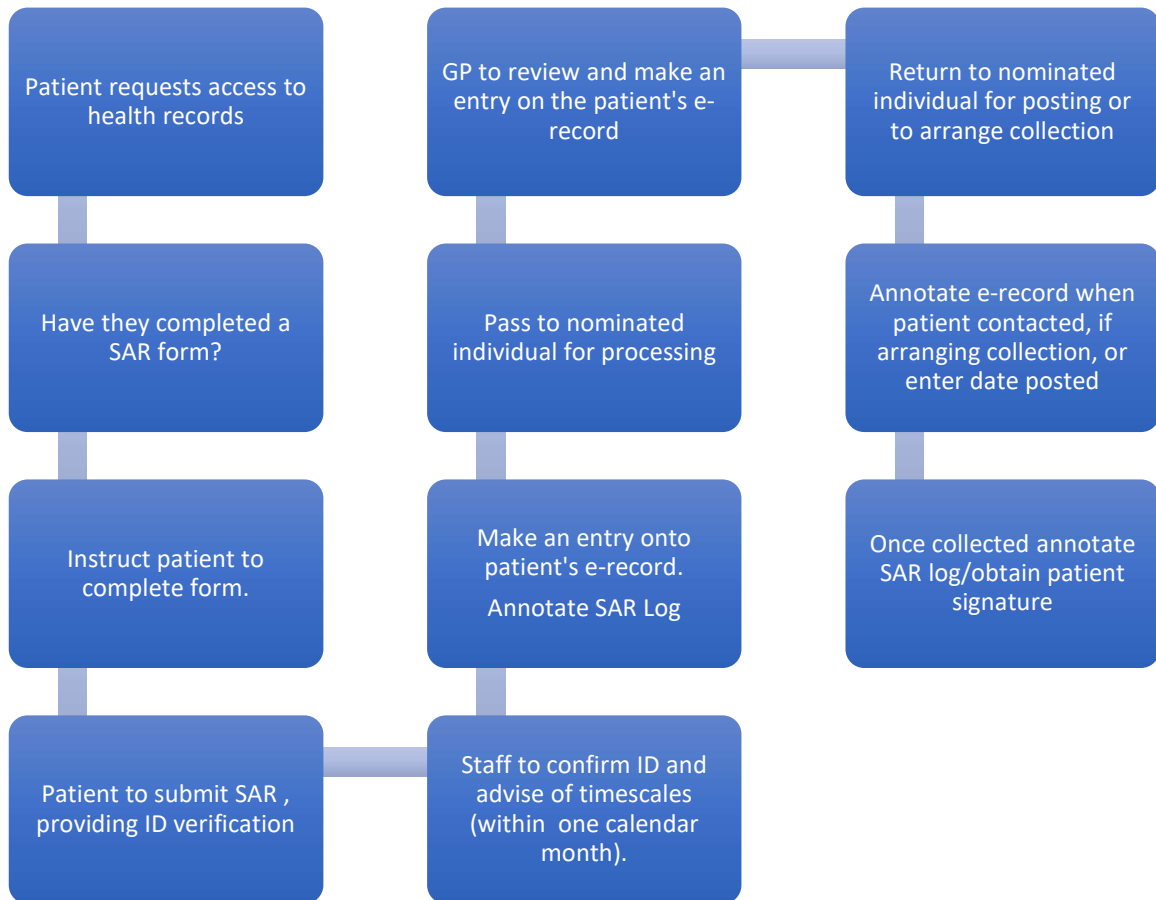 Patient requests access to
health records
Have they completed a
SAR form?
Instruct patient to
complete form.
Patient to submit SAR ,
providing ID verification
Staff to confirm ID and
advise of timescales
(within one calendar
month).
Make an entry onto
patient's e-record.
Annotate SAR Log
Pass to nominated
individual for processing
GP to review and make an
entry on the patient's e-
record
Return to nominated
individual for posting or
to arrange collection
Annotate e-record when
patient contacted, if
arranging collection, or
enter date posted
Once collected annotate
SAR log/obtain patient
signature